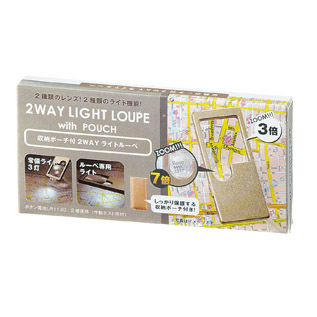 2種類のレンズ!2種類のライト機能!
2WAY LIGHT LOUPE
with POUCH
収納ポーチ付 2WAYライトルーペ
常備ライト
3灯
ルーペ専用
ライト
ZOOM!!!
3倍
ZOOM!!!
7倍
しっかり保護する
収納ポーチ付き!